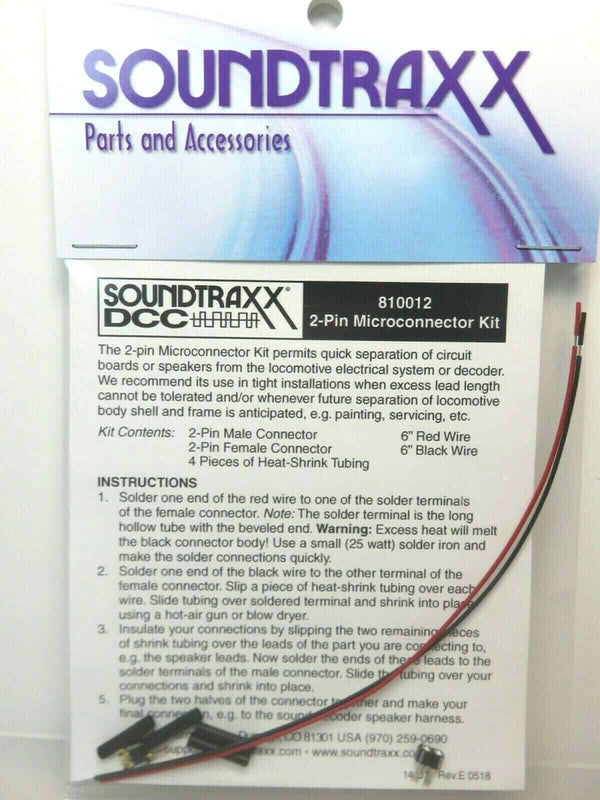 SOUNDTRAXX
Parts and Accessories
SOUNDTRAXX®
DCC
810012
2-Pin Microconnector Kit
The 2-pin Microconnector Kit permits quick separation of circuit
boards or speakers from the locomotive electrical system or decoder.
We recommend its use in tight installations when excess lead length
cannot be tolerated and/or whenever future separation of locomotive
body shell and frame is anticipated, e.g. painting, servicing, etc.
Kit Contents: 2-Pin Male Connector 6" Red Wire
2-Pin Female Connector 6" Black Wire
4 Pieces of Heat-Shrink Tubing
INSTRUCTIONS
1. Solder one end of the red wire to one of the solder terminals
of the female connector. Note: The solder terminal is the long
hollow tube with the beveled end. Warning: Excess heat will melt
the black connector body! Use a small (25 watt) solder iron and
make the solder connections quickly.
2. Solder one end of the black wire to the other terminal of the
female connector. Slip a piece of heat-shrink tubing over each
wire. Slide tubing over soldered terminal and shrink into place
using a hot-air gun or blow dryer.
3. Insulate your connections by slipping the two remaining pieces
of shrink tubing over the leads of the part you are connecting to,
e.g. the speaker leads. Now solder the ends of these leads to the
solder terminals of the male connector. Slide the tubing over your
connections and shrink into place.
5. Plug the two halves of the connector together and make your
final connection, e.g. to the sound decoder speaker harness.
CO 81301 USA (970) 259-0690
www.soundtraxx.co
Rev.E 0518